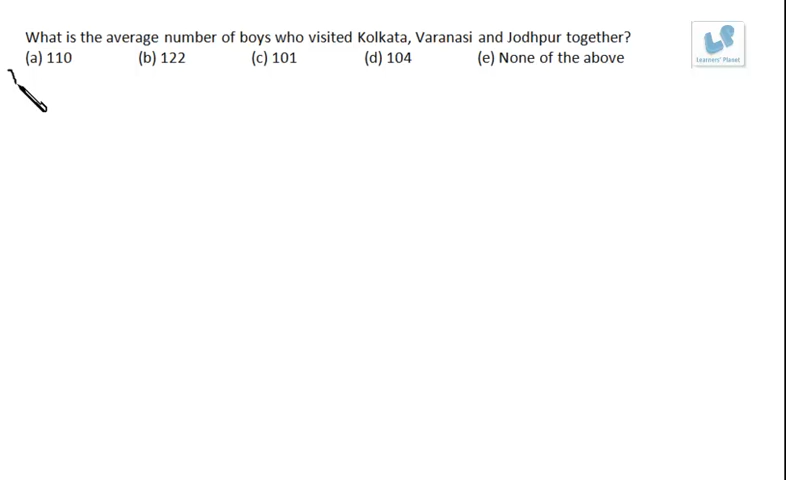 What is the average number of boys who visited Kolkata, Varanasi and Jodhpur together?
(a) 110 (b) 122 (c) 101 (d) 104 (e) None of the above
LP
Learners' Planet